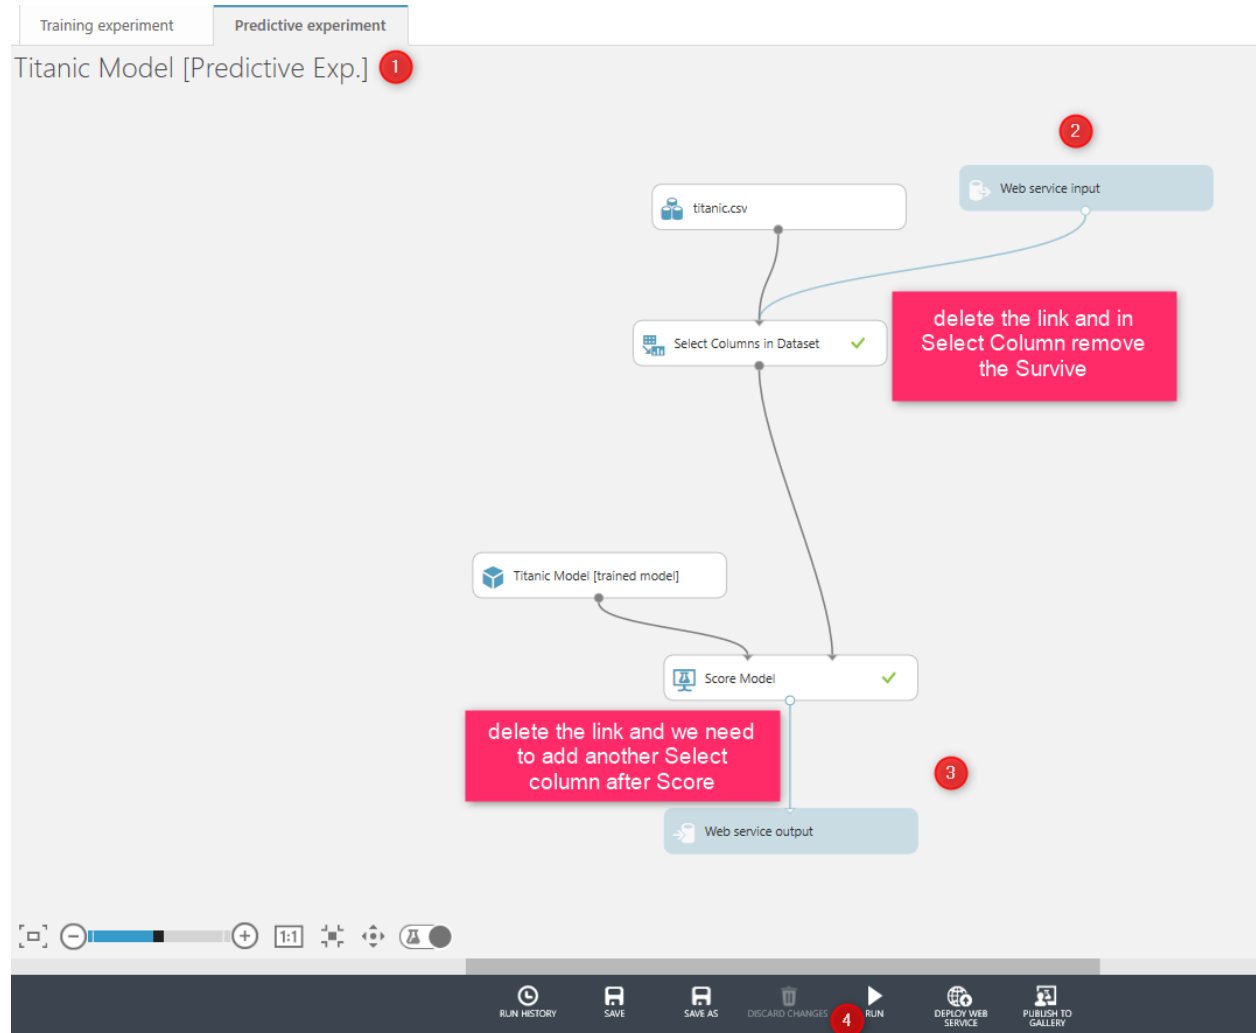 Training experiment
Predictive experiment
Titanic Model [Predictive Exp.]
1
2
Web service input
titanic.csv
delete the link and in
Select Column remove
the Survive
Select Columns in Dataset
Titanic Model [trained model]
Score Model
delete the link and we need
to add another Select
column after Score
3
Web service output
1:1
RUN HISTORY
SAVE
SAVE AS
DISCARD CHANGES
4
RUN
DEPLOY WEB
SERVICE
PUBLISH TO
GALLERY